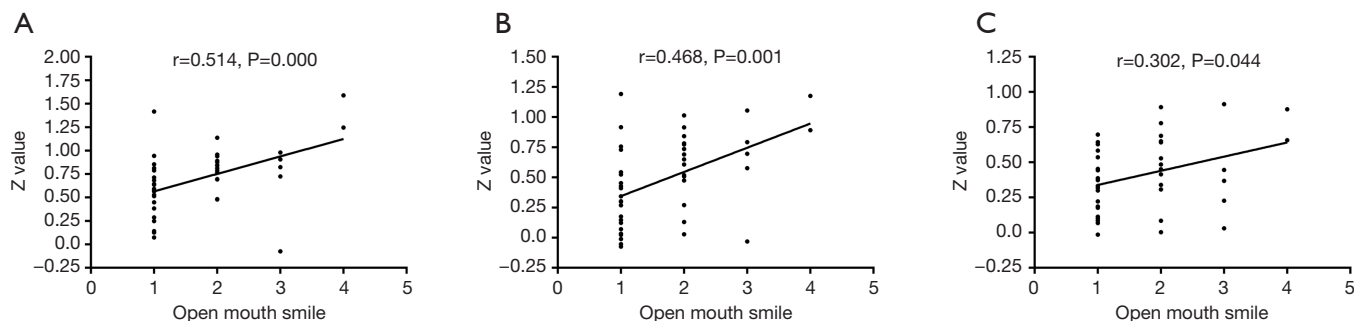 A
r=0.514, P=0.000
Z value
2.00
1.75
1.50
1.25
1.00
0.75
0.50
0.25
0.0
−0.25
0 1 2 3 4 5
Open mouth smile
B
r=0.468, P=0.001
Z value
1.50
1.25
1.00
0.75
0.50
0.25
0.0
−0.25
0 1 2 3 4 5
Open mouth smile
C
r=0.302, P=0.044
Z value
1.25
1.00
0.75
0.50
0.25
0.0
−0.25
0 1 2 3 4 5
Open mouth smile